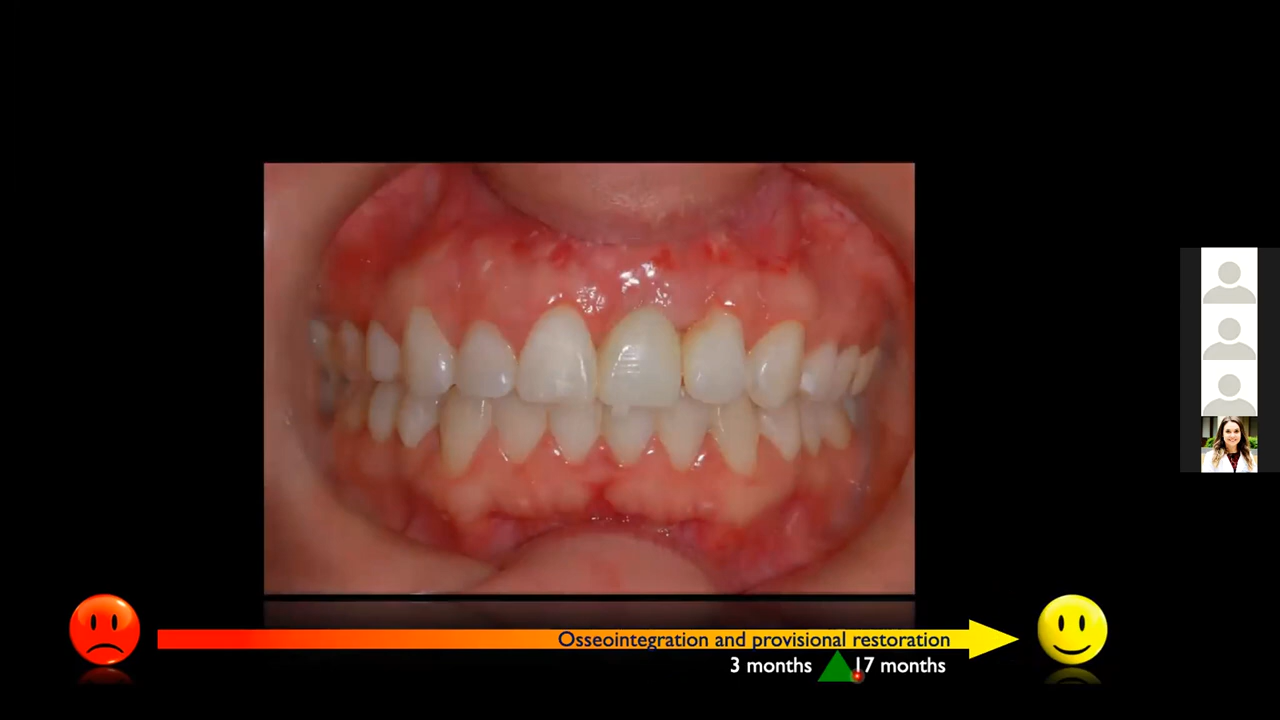 Osseointegration and provisional restoration
3 months 17 months